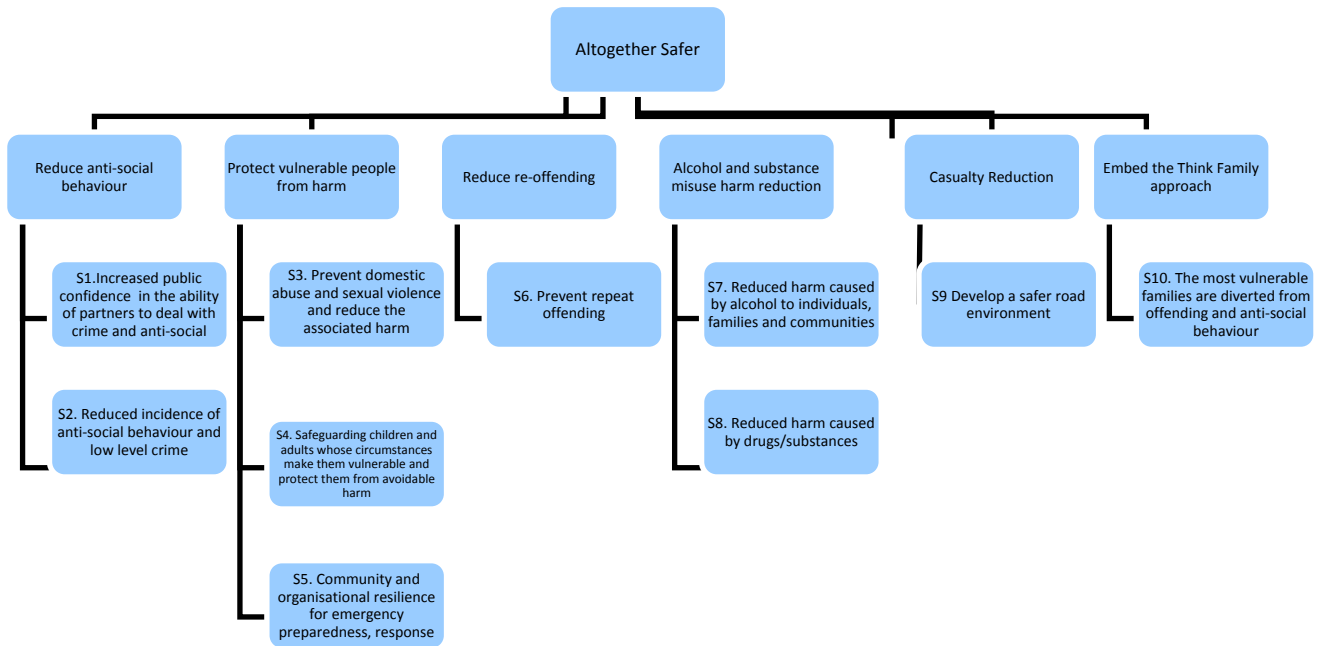 Altogether Safer
Reduce anti-social
behaviour
Protect vulnerable people
from harm
Reduce re-offending
Alcohol and substance
misuse harm reduction
Casualty Reduction
Embed the Think Family
approach
S1.Increased public
confidence in the ability
of partners to deal with
crime and anti-social
S2. Reduced incidence of
anti-social behaviour and
low level crime
S3. Prevent domestic
abuse and sexual violence
and reduce the
associated harm
S4. Safeguarding children and
adults whose circumstances
make them vulnerable and
protect them from avoidable
harm
S5. Community and
organisational resilience
for emergency
preparedness, response
S6. Prevent repeat
offending
S7. Reduced harm caused
by alcohol to individuals,
families and communities
S8. Reduced harm caused
by drugs/substances
S9 Develop a safer road
environment
S10. The most vulnerable
families are diverted from
offending and anti-social
behaviour